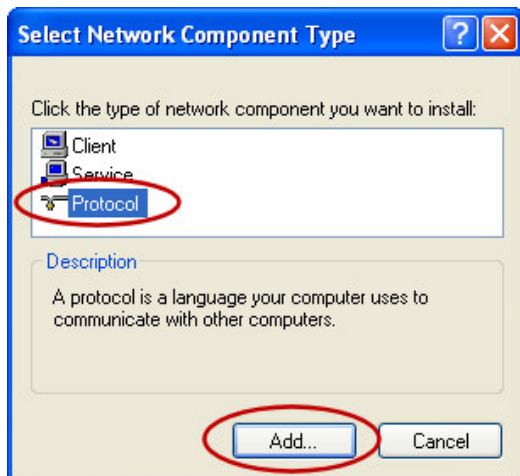 Select Network Component Type
Click the type of network component you want to install:
Client
Service
Protocol
Description
A protocol is a language your computer uses to
communicate with other computers.
Add... Cancel